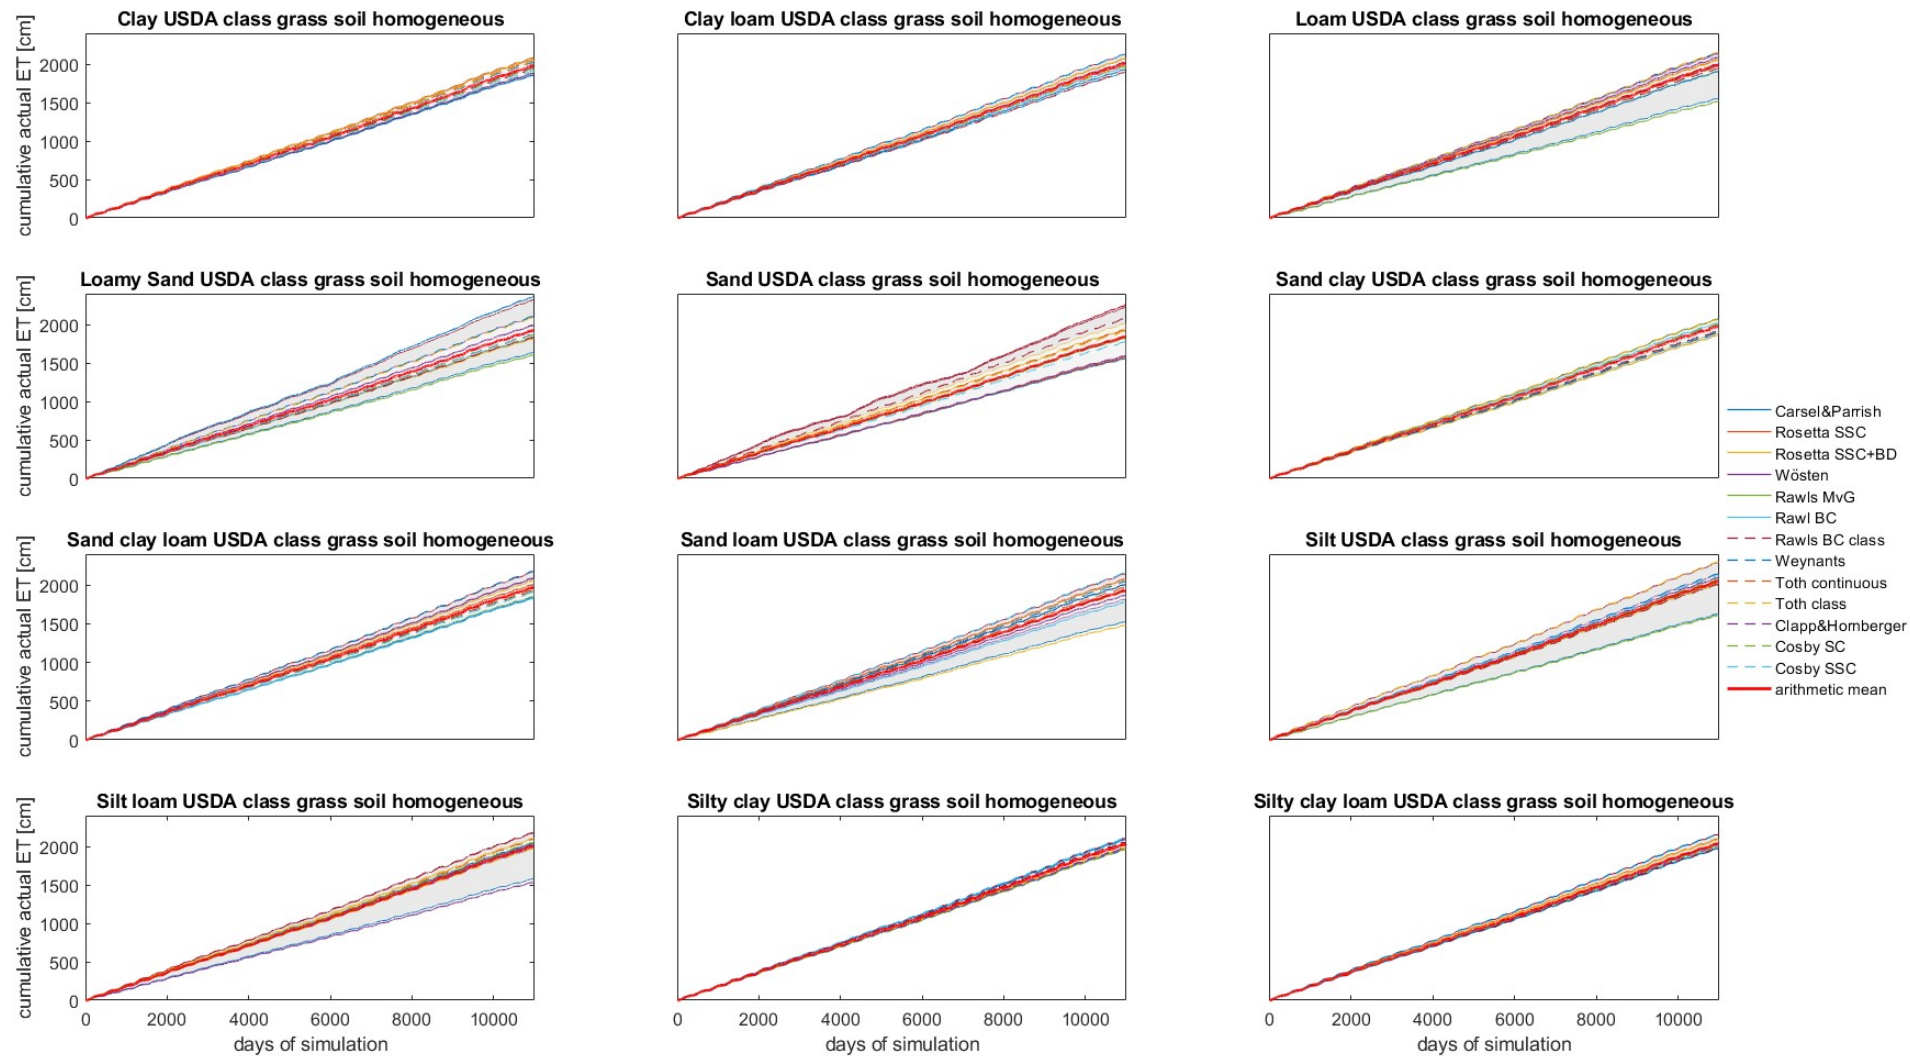 Clay USDA class grass soil homogeneous
Clay loam USDA class grass soil homogeneous
Loam USDA class grass soil homogeneous
cumulative actual ET [cm]
2000
1500
1000
500
0
Loamy Sand USDA class grass soil homogeneous
Sand USDA class grass soil homogeneous
Sand clay USDA class grass soil homogeneous
cumulative actual ET [cm]
2000
1500
1000
500
0
Carsel&Parrish
Rosetta SSC
Rosetta SSC+BD
Wösten
Rawls MvG
Rawl BC
Rawls BC class
Weynants
Toth continuous
Toth class
Clapp&Hornberger
Cosby SC
Cosby SSC
arithmetic mean
Sand clay loam USDA class grass soil homogeneous
Sand loam USDA class grass soil homogeneous
Silt USDA class grass soil homogeneous
cumulative actual ET [cm]
2000
1500
1000
500
0
Silt loam USDA class grass soil homogeneous
Silty clay USDA class grass soil homogeneous
Silty clay loam USDA class grass soil homogeneous
cumulative actual ET [cm]
2000
1500
1000
500
0
0 2000 4000 6000 8000 10000
0 2000 4000 6000 8000 10000
0 2000 4000 6000 8000 10000
days of simulation
days of simulation
days of simulation